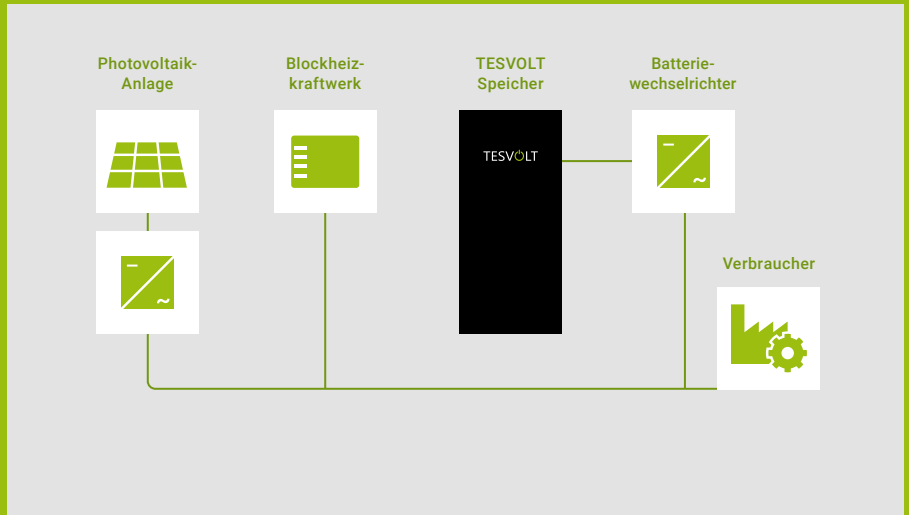 Photovoltaik-
Anlage
Blockheiz-
kraftwerk
TESVOLT
Speicher
Batterie-
wechselrichter
TESVOLT
Verbraucher